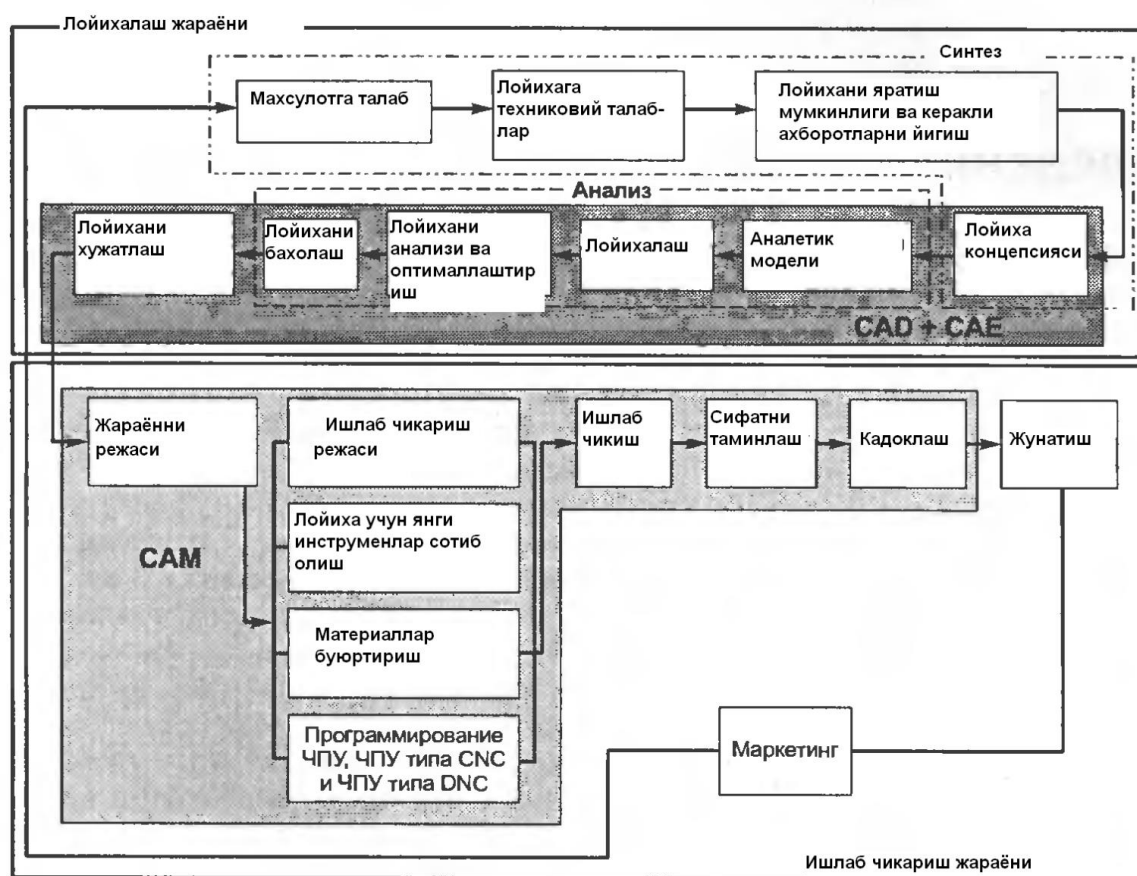 Лойихалаш жараёни
Синтез
Махсулотга талаб
Лойихага
техниковий талаб-
лар
Лойихани яратиш
мумкинлиги ва керакли
ахборотларни йигиш
Анализ
Лойихани
хужатлаш
Лойихани
бахолаш
Лойихани
анализи ва
оптималлаштир
иш
Лойихалаш
Аналетик
модели
Лойиха
концепсияси
CAD + CAE
Жараённи
режаси
Ишлаб чикариш
режаси
Лойиха учун янги
инструменлар сотиб
олиш
Материаллар
буюртириш
Программирование
ЧПУ, ЧПУ типа CNC
и ЧПУ типа DNC
CAM
Ишлаб
чикиш
Сифатни
таминлаш
Кадоклаш
Жунатиш
Маркетинг
Ишлаб чикариш жараёни